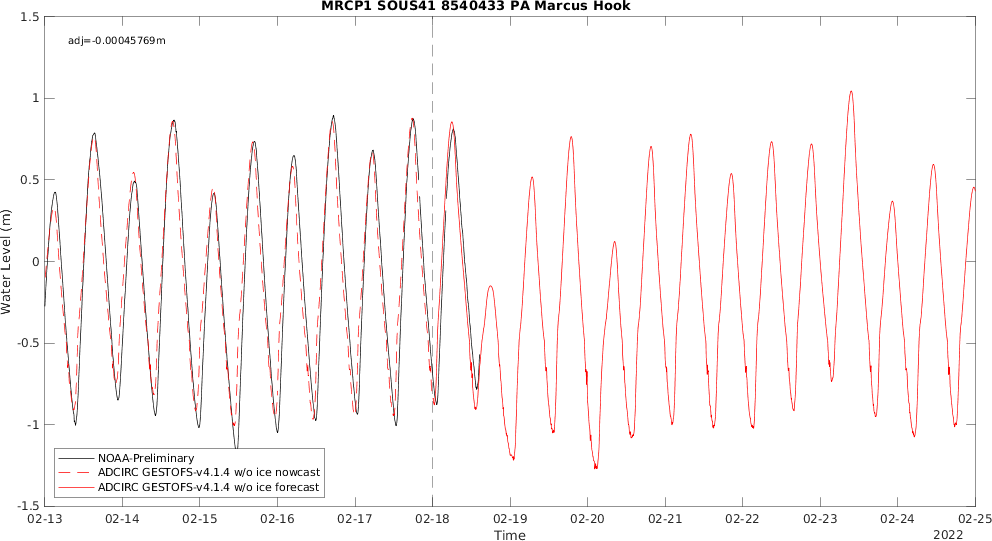 MRCP1 SOUS41 8540433 PA Marcus Hook
adj=-0.00045769m
1.5
1
0.5
0
-0.5
-1
-1.5
Water Level (m)
NOAA-Preliminary
ADCIRC GESTOFS-v4.1.4 w/o ice nowcast
ADCIRC GESTOFS-v4.1.4 w/o ice forecast
02-13 02-14 02-15 02-16 02-17 02-18 02-19 02-20 02-21 02-22 02-23 02-24 02-25
Time
2022